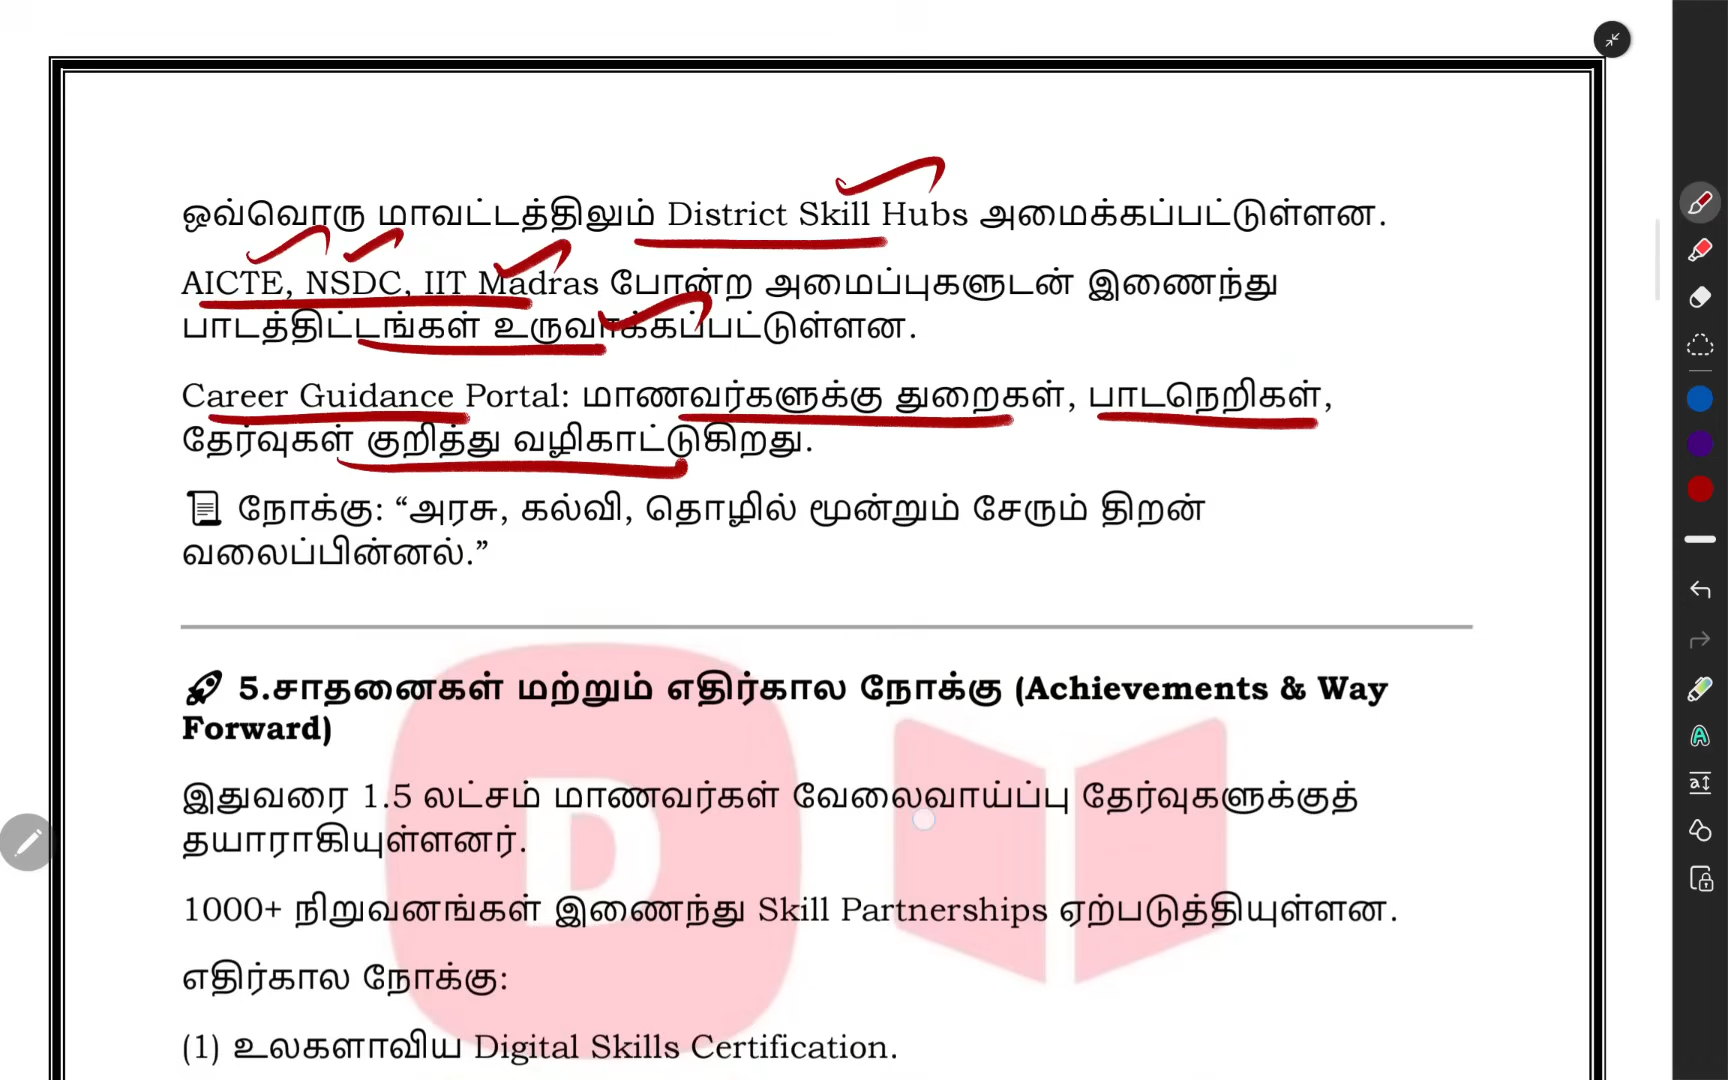 ஒவ்வொரு மாவட்டத்திலும் District Skill Hubs அமைக்கப்பட்டுள்ளன.
AICTE, NSDC, IIT Madras போன்ற அமைப்புகளுடன் இணைந்து
பாடத்திட்டங்கள் உருவாக்கப்பட்டுள்ளன.
Career Guidance Portal: மாணவர்களுக்கு துறைகள், பாடநெறிகள்,
தேர்வுகள் குறித்து வழிகாட்டுகிறது.
📜 நோக்கு: “அரசு, கல்வி, தொழில் மூன்றும் சேரும் திறன்
வலைப்பின்னல்.”
🚀 5.சாதனைகள் மற்றும் எதிர்கால நோக்கு (Achievements & Way
Forward)
இதுவரை 1.5 லட்சம் மாணவர்கள் வேலைவாய்ப்பு தேர்வுகளுக்குத்
தயாராகியுள்ளனர்.
1000+ நிறுவனங்கள் இணைந்து Skill Partnerships ஏற்படுத்தியுள்ளன.
எதிர்கால நோக்கு:
(1) உலகளாவிய Digital Skills Certification.
D